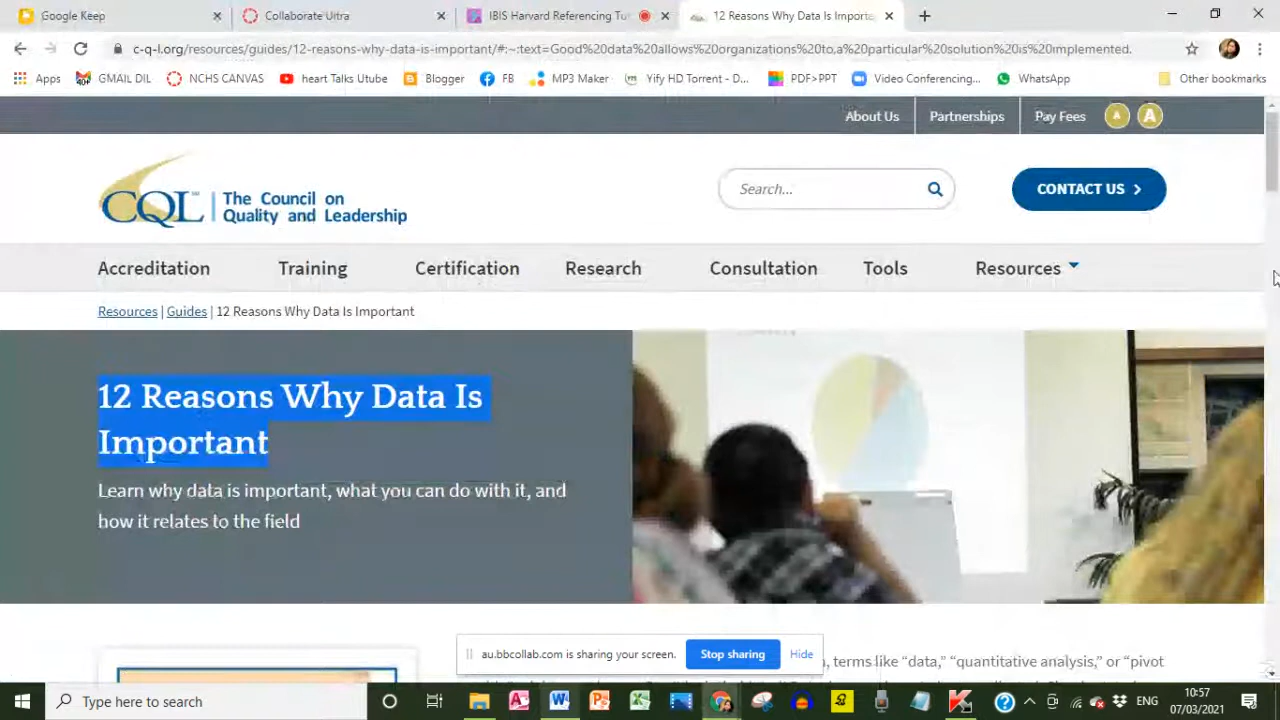 Google Keep
Collaborate Ultra
IBIS Harvard Referencing Tu
12 Reasons Why Data Is Importa
c-q-l.org/resources/guides/12-reasons-why-data-is-important/#:~:text=Good%20data%20allows%20organizations%20to,a%20particular%20solution%20is%20implemented.
Apps
GMAIL DIL
NCHS CANVAS
heart Talks Utube
Blogger
FB
MP3 Maker
Yify HD Torrent - D...
PDF>PPT
Video Conferencing...
WhatsApp
Other bookmarks
About Us
Partnerships
Pay Fees
A
A
CQL
The Council on
Quality and Leadership
Search...
CONTACT US
Accreditation
Training
Certification
Research
Consultation
Tools
Resources
Resources | Guides | 12 Reasons Why Data Is Important
12 Reasons Why Data Is
Important
Learn why data is important, what you can do with it, and
how it relates to the field
au.bbcollab.com is sharing your screen.
Stop sharing
Hide
, terms like “data,” “quantitative analysis,” or “pivot
Type here to search
ENG
10:57
07/03/2021